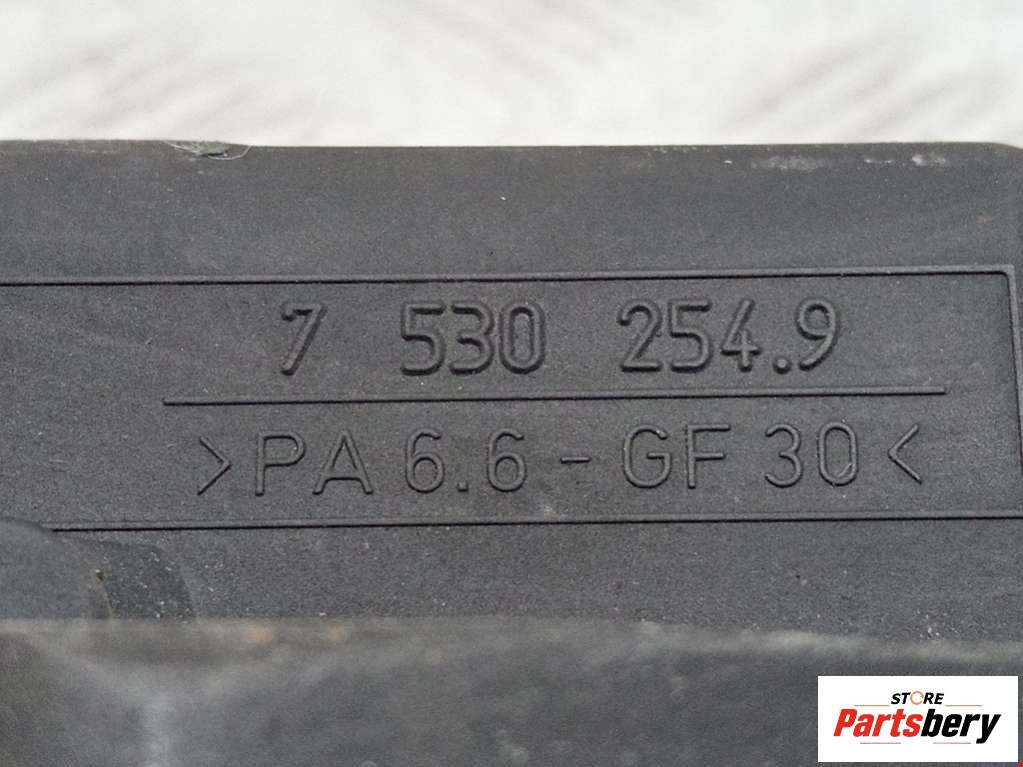 7 530 254.9
>PA 6.6 - GF 30<
STORE
Partsbery